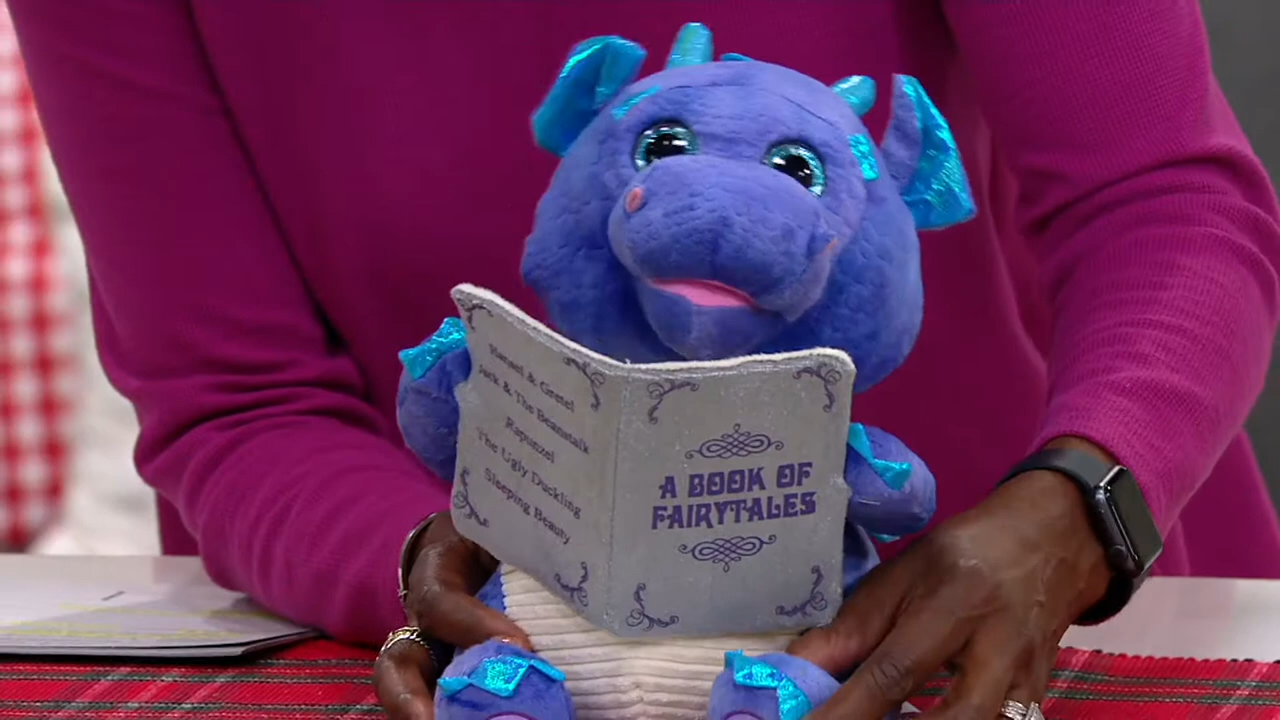 Hansel & Gretel
Jack & The Beanstalk
Rapunzel
The Ugly Duckling
Sleeping Beauty
A BOOK OF
FAIRYTALES